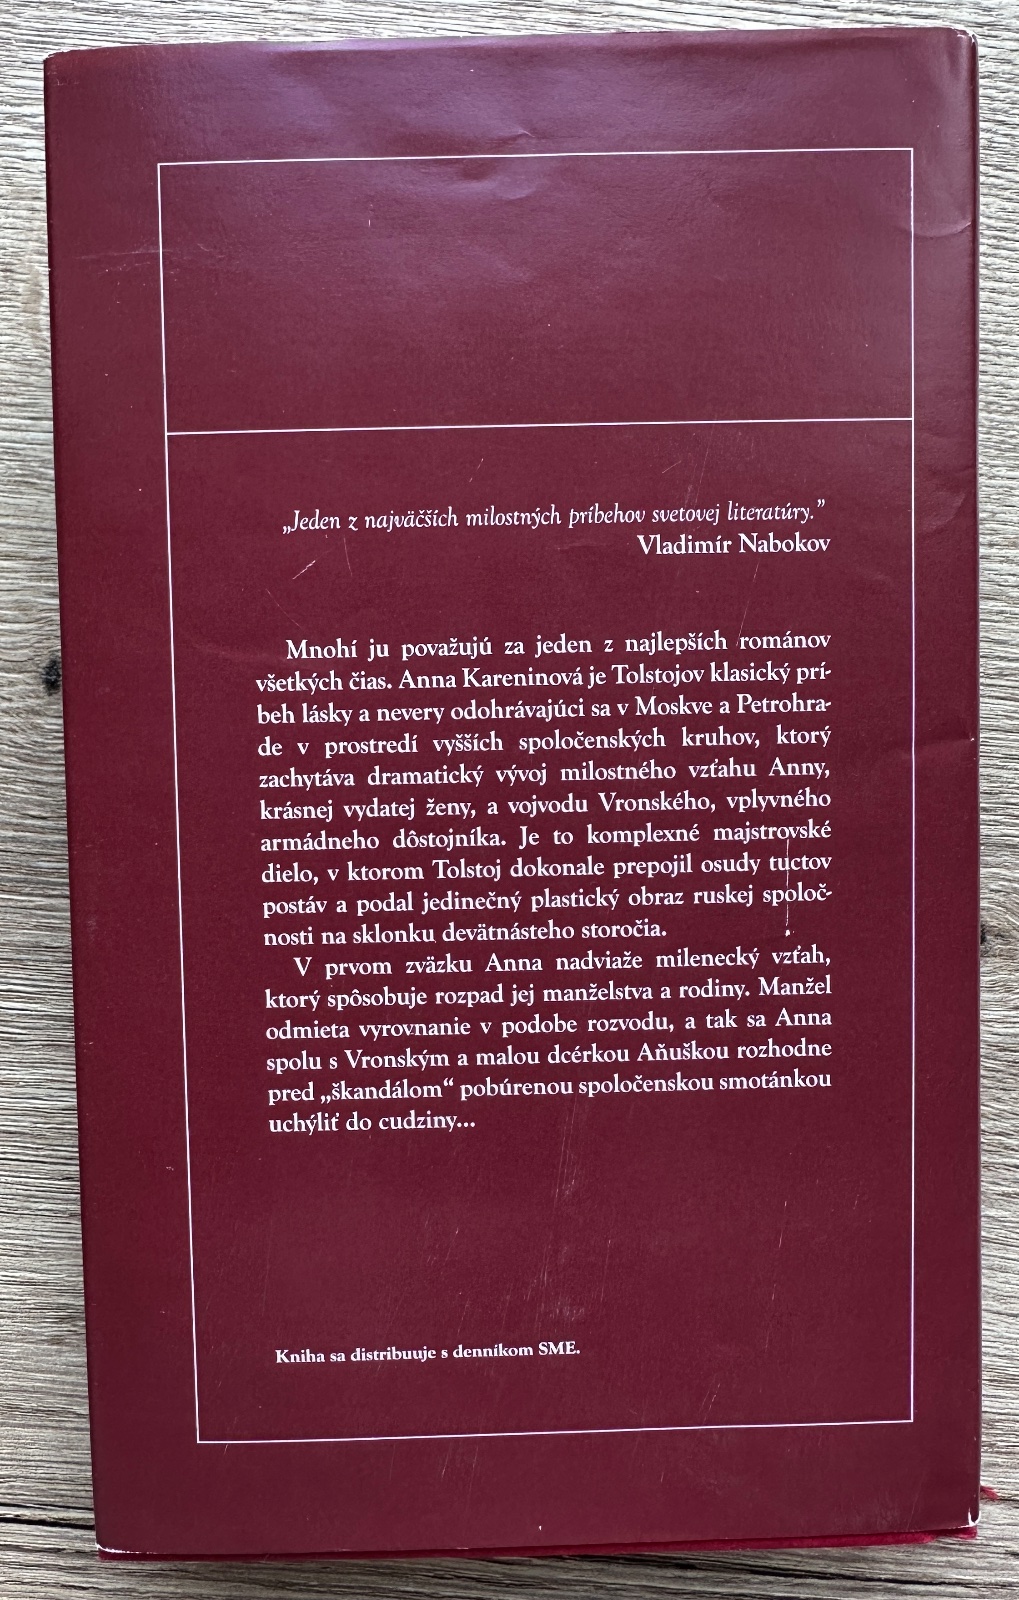 „Jeden z najväčších milostných príbehov svetovej literatúry.”
Vladimír Nabokov
Mnohí ju považujú za jeden z najlepších románov
všetkých čias. Anna Kareninová je Tolstojov klasický prí-
beh lásky a nevery odohrávajúci sa v Moskve a Petrohra-
de v prostredí vyšších spoločenských kruhov, ktorý
zachytáva dramatický vývoj milostného vzťahu Anny,
krásnej vydatej ženy, a vojvodu Vronského, vplyvného
armádneho dôstojníka. Je to komplexné majstrovské
dielo, v ktorom Tolstoj dokonale prepojil osudy tuctov
postáv a podal jedinečný plastický obraz ruskej spoloč-
nosti na sklonku devätnásteho storočia.
V prvom zväzku Anna nadviaže milenecký vzťah,
ktorý spôsobuje rozpad jej manželstva a rodiny. Manžel
odmieta vyrovnanie v podobe rozvodu, a tak sa Anna
spolu s Vronským a malou dcérkou Aňuškou rozhodne
pred „škandálom“ pobúrenou spoločenskou smotánkou
uchýliť do cudziny...
Kniha sa distribuuje s denníkom SME.